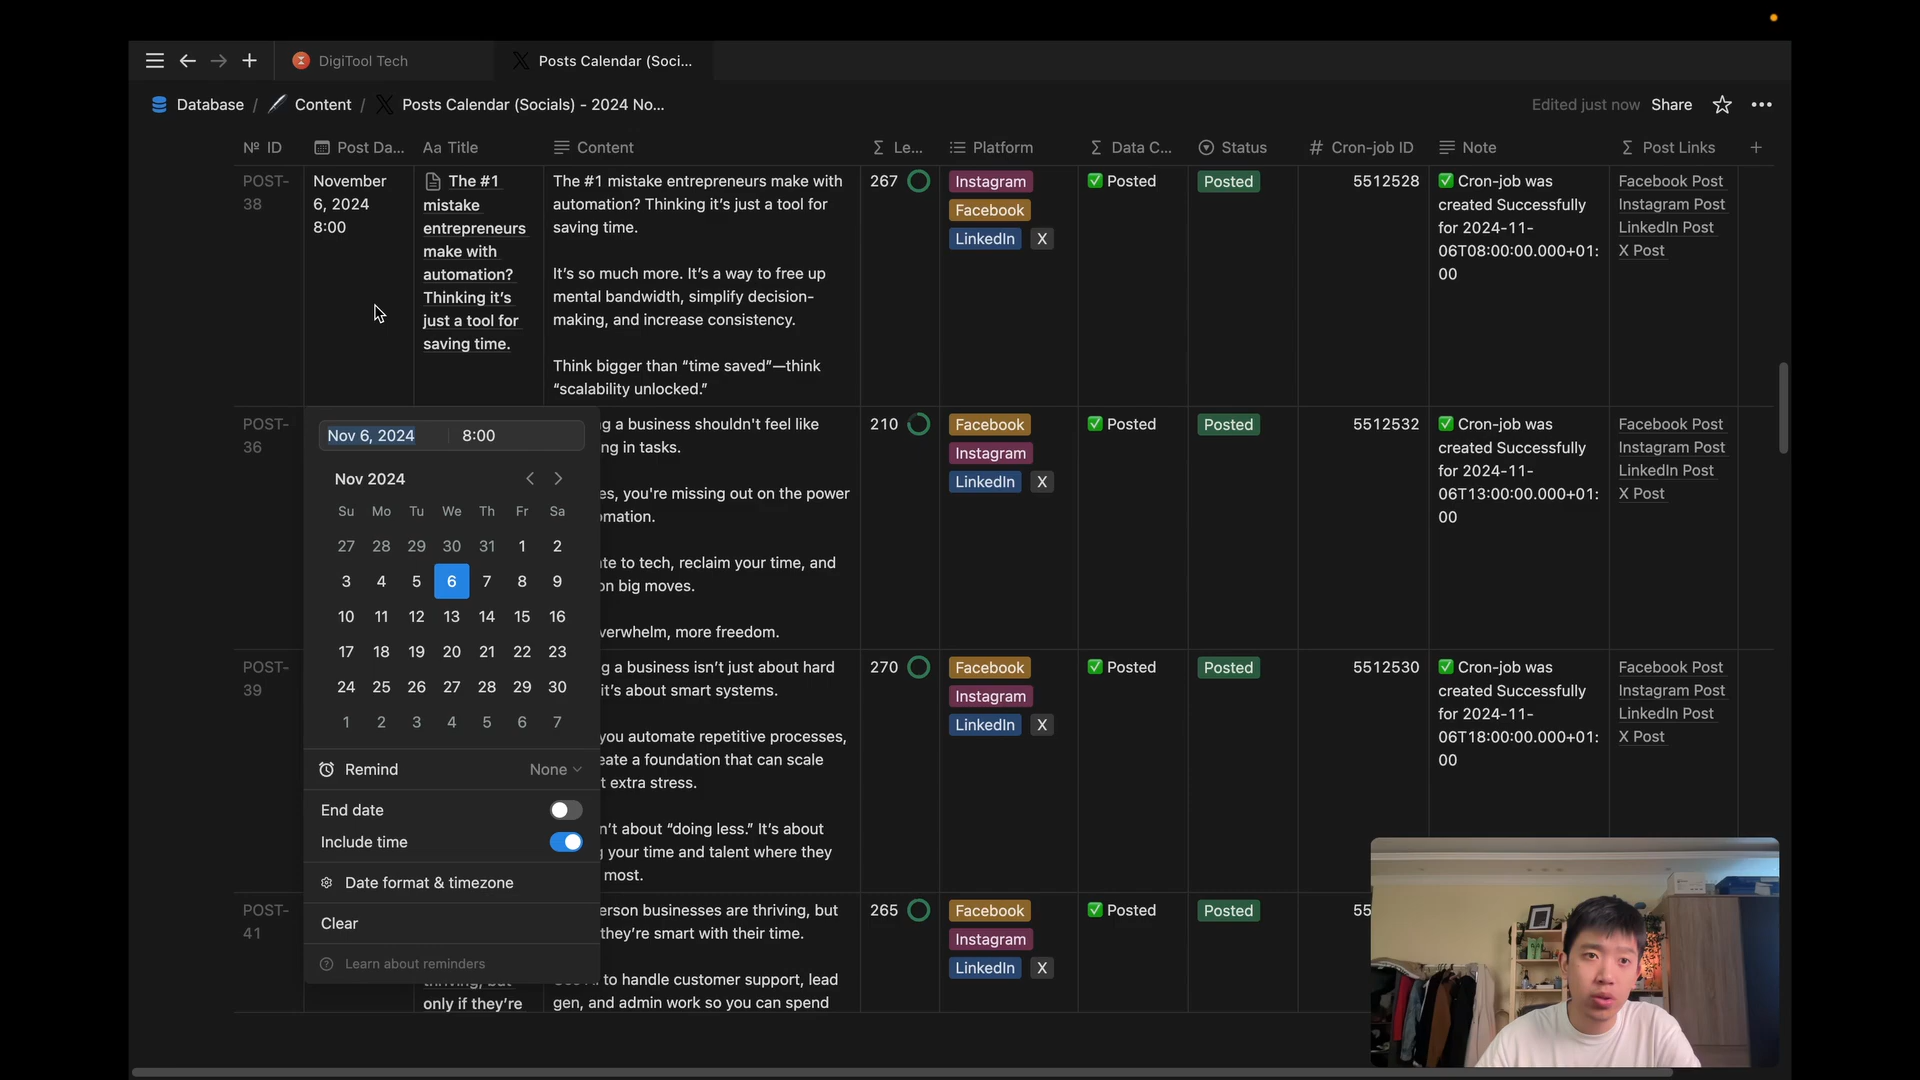 DigiTool Tech
Posts Calendar (Soci...
Database / Content / Posts Calendar (Socials) - 2024 No...
Edited just now Share
Nº ID
Post Da...
Aa Title
Content
Σ Le...
Platform
Σ Data C...
Status
# Cron-job ID
Note
Σ Post Links
POST-
38
November
6, 2024
8:00
The #1
mistake
entrepreneurs
make with
automation?
Thinking it’s
just a tool for
saving time.
The #1 mistake entrepreneurs make with
automation? Thinking it’s just a tool for
saving time.
It’s so much more. It’s a way to free up
mental bandwidth, simplify decision-
making, and increase consistency.
Think bigger than “time saved”—think
“scalability unlocked.”
267
Instagram
Facebook
LinkedIn X
Posted
Posted
5512528
Cron-job was
created Successfully
for 2024-11-
06T08:00:00.000+01:
00
Facebook Post
Instagram Post
LinkedIn Post
X Post
POST-
36
g a business shouldn't feel like
ng in tasks.
es, you're missing out on the power
mation.
te to tech, reclaim your time, and
on big moves.
verwhelm, more freedom.
210
Facebook
Instagram
LinkedIn X
Posted
Posted
5512532
Cron-job was
created Successfully
for 2024-11-
06T13:00:00.000+01:
00
Facebook Post
Instagram Post
LinkedIn Post
X Post
Nov 6, 2024 8:00
Nov 2024
Su Mo Tu We Th Fr Sa
27 28 29 30 31 1 2
3 4 5 6 7 8 9
10 11 12 13 14 15 16
17 18 19 20 21 22 23
24 25 26 27 28 29 30
1 2 3 4 5 6 7
Remind None
End date
Include time
Date format & timezone
Clear
Learn about reminders
POST-
39
g a business isn’t just about hard
it’s about smart systems.
you automate repetitive processes,
eate a foundation that can scale
t extra stress.
n’t about “doing less.” It’s about
g your time and talent where they
most.
270
Facebook
Instagram
LinkedIn X
Posted
Posted
5512530
Cron-job was
created Successfully
for 2024-11-
06T18:00:00.000+01:
00
Facebook Post
Instagram Post
LinkedIn Post
X Post
POST-
41
only if they’re
erson businesses are thriving, but
they’re smart with their time.
to handle customer support, lead
gen, and admin work so you can spend
265
Facebook
Instagram
LinkedIn X
Posted
Posted
55